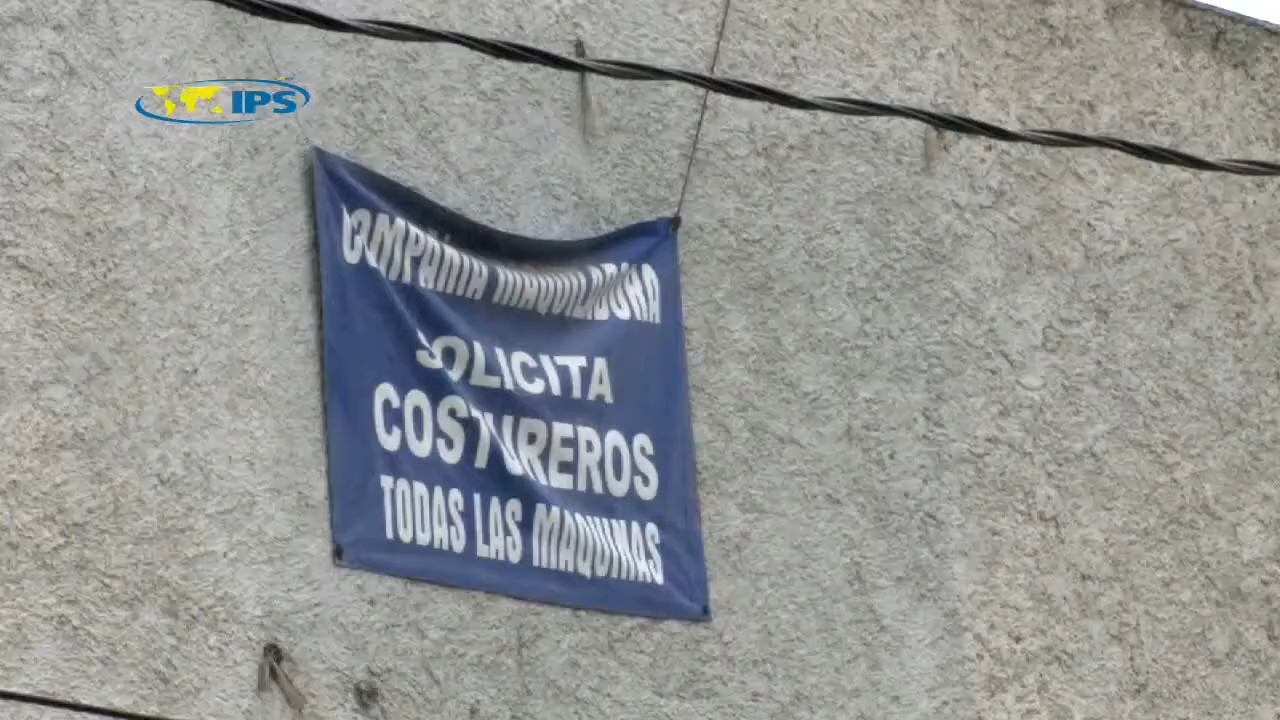 IPS
COMPAÑIA MAQUILADORA
SOLICITA
COSTUREROS
TODAS LAS MAQUINAS